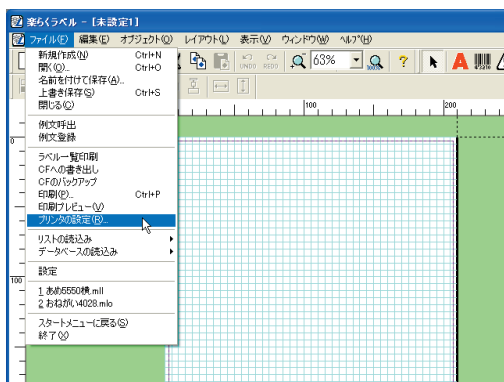 楽らくラベル - [未設定1]
ファイル(F) 編集(E) オブジェクト(O) レイアウト(L) 表示(V) ウィンドウ(W) ヘルプ(H)
新規作成(N) Ctrl+N
開く(O)... Ctrl+O
名前を付けて保存(A)...
上書き保存(S) Ctrl+S
閉じる(C)
例文呼出
例文登録
ラベル一覧印刷
CFへの書き出し
CFのバックアップ
印刷(P)... Ctrl+P
印刷プレビュー(V)
プリンタの設定(R)...
リストの読込み
データベースの読込み
設定
1 あめ5550横.mll
2 おねがい4028.mlo
スタートメニューに戻る(S)
終了(X)
UNDO REDO 63% 100% ? A
100 200
0
100